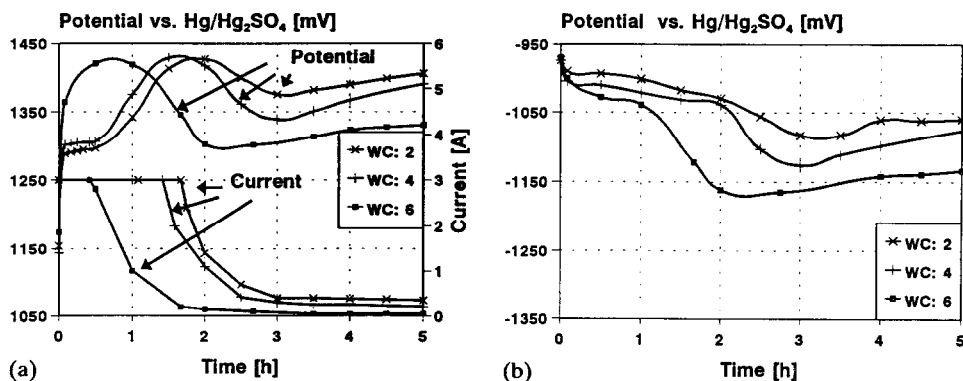 Potential vs. Hg/Hg₂SO₄ [mV]
1450
1350
1250
1150
1050
6
5
4
3
2
1
0
Current [A]
Potential
Current
WC: 2
WC: 4
WC: 6
0 1 2 3 4 5
Time [h]
(a)
Potential vs. Hg/Hg₂SO₄ [mV]
-950
-1050
-1150
-1250
-1350
WC: 2
WC: 4
WC: 6
0 1 2 3 4 5
Time [h]
(b)